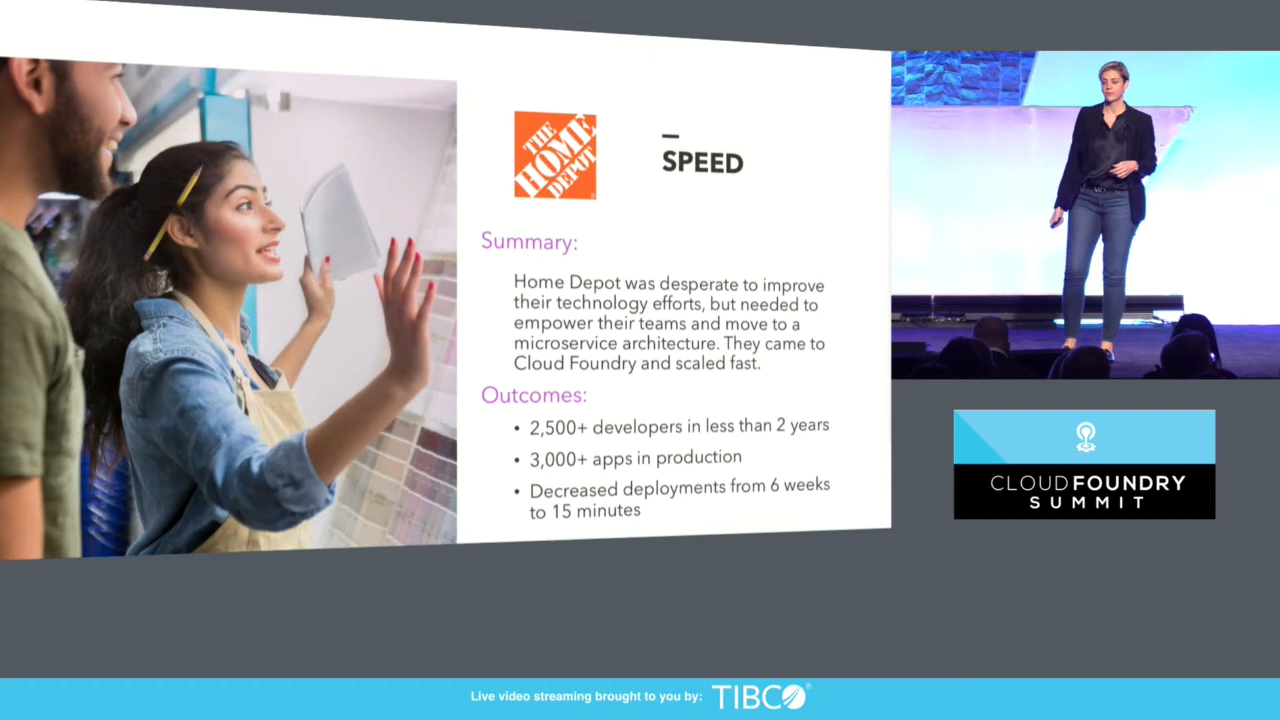 THE
HOME
DEPOT
SPEED
Summary:
Home Depot was desperate to improve
their technology efforts, but needed to
empower their teams and move to a
microservice architecture. They came to
Cloud Foundry and scaled fast.
Outcomes:
• 2,500+ developers in less than 2 years
• 3,000+ apps in production
• Decreased deployments from 6 weeks
to 15 minutes
CLOUD FOUNDRY
SUMMIT
Live video streaming brought to you by: TIBCO®